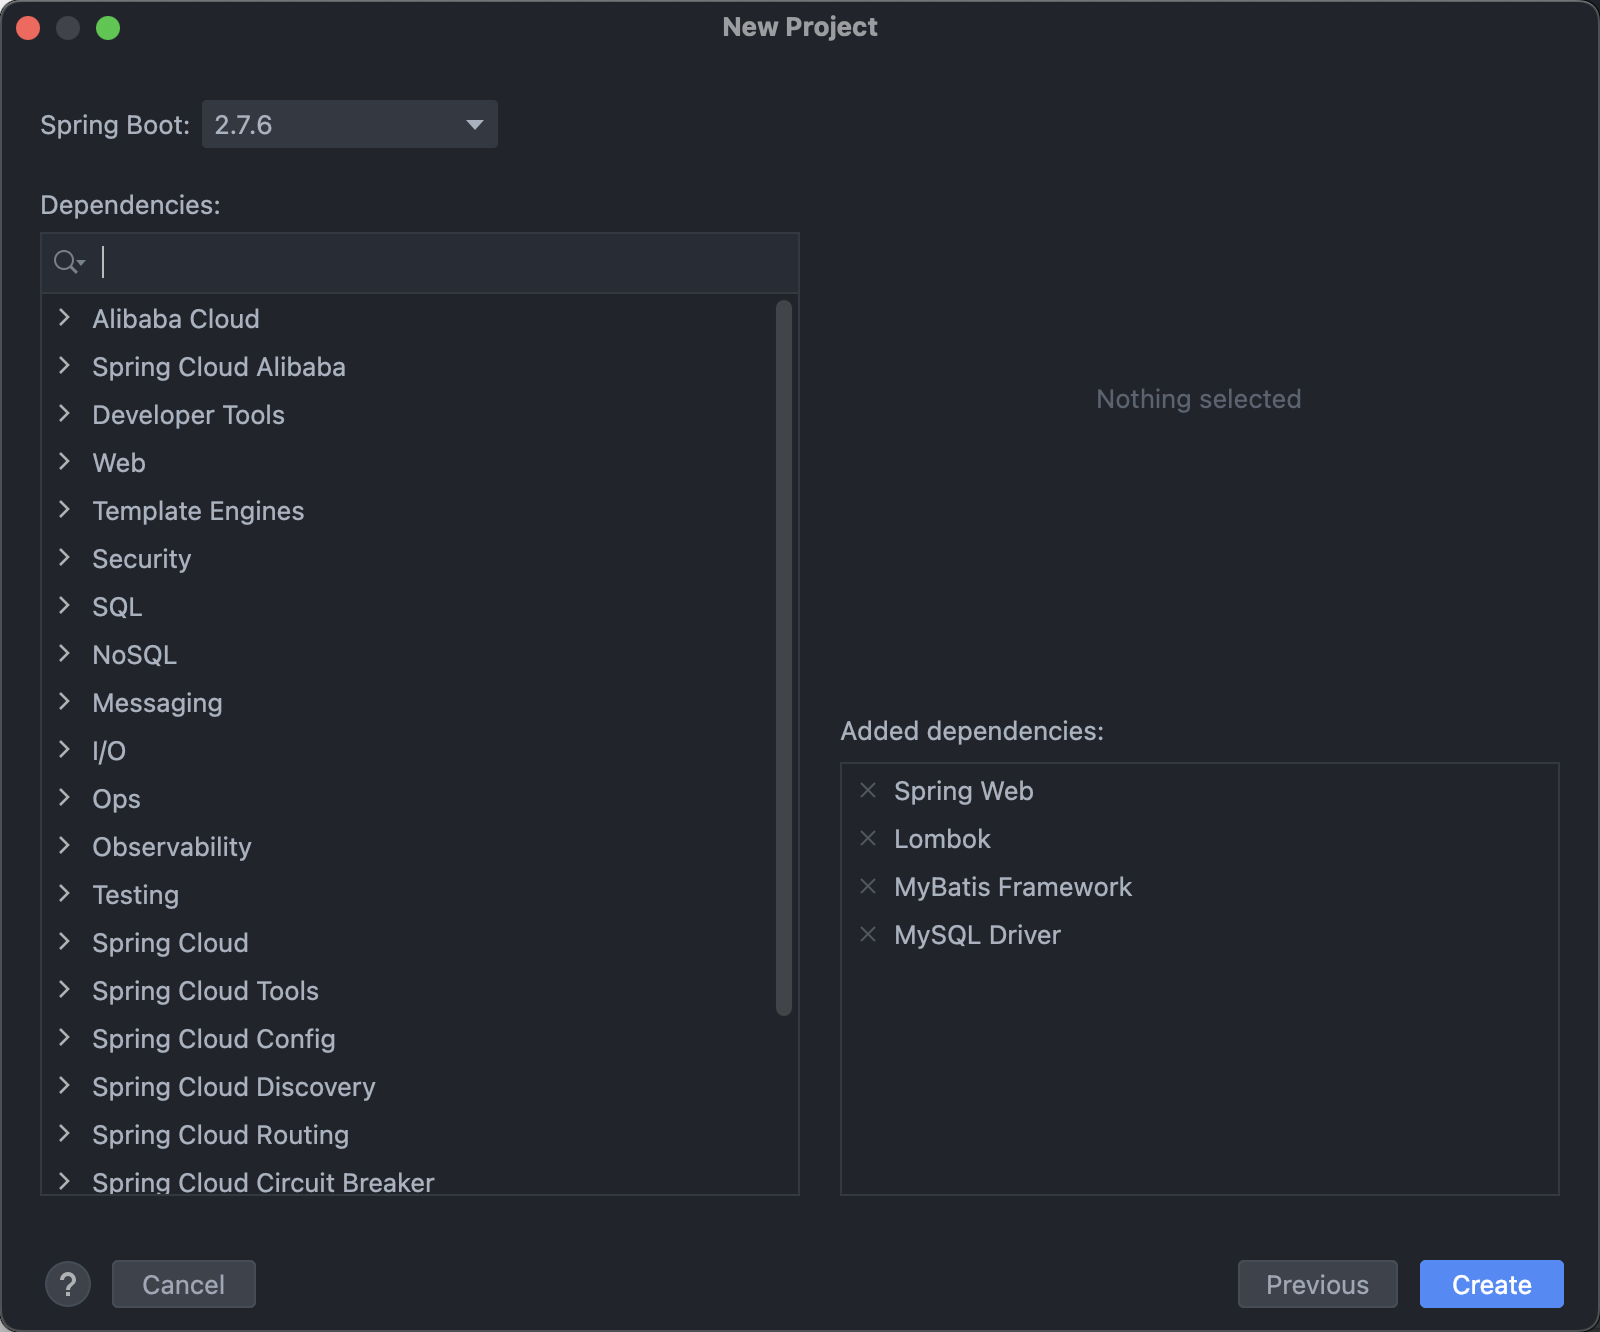 New Project
Spring Boot: 2.7.6
Dependencies:
Alibaba Cloud
Spring Cloud Alibaba
Developer Tools
Web
Template Engines
Security
SQL
NoSQL
Messaging
I/O
Ops
Observability
Testing
Spring Cloud
Spring Cloud Tools
Spring Cloud Config
Spring Cloud Discovery
Spring Cloud Routing
Spring Cloud Circuit Breaker
Nothing selected
Added dependencies:
Spring Web
Lombok
MyBatis Framework
MySQL Driver
? Cancel Previous Create